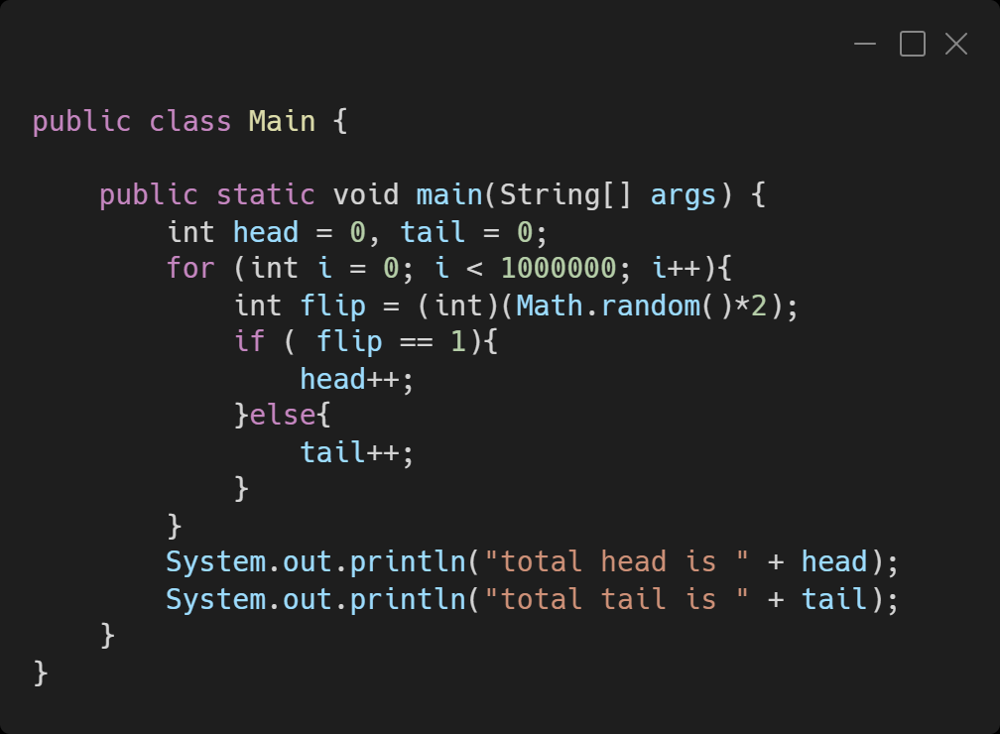 public class Main {
public static void main(String[] args) {
int head = 0, tail = 0;
for (int i = 0; i < 1000000; i++){
int flip = (int)(Math.random()*2);
if ( flip == 1){
head++;
}else{
tail++;
}
}
System.out.println("total head is " + head);
System.out.println("total tail is " + tail);
}
}